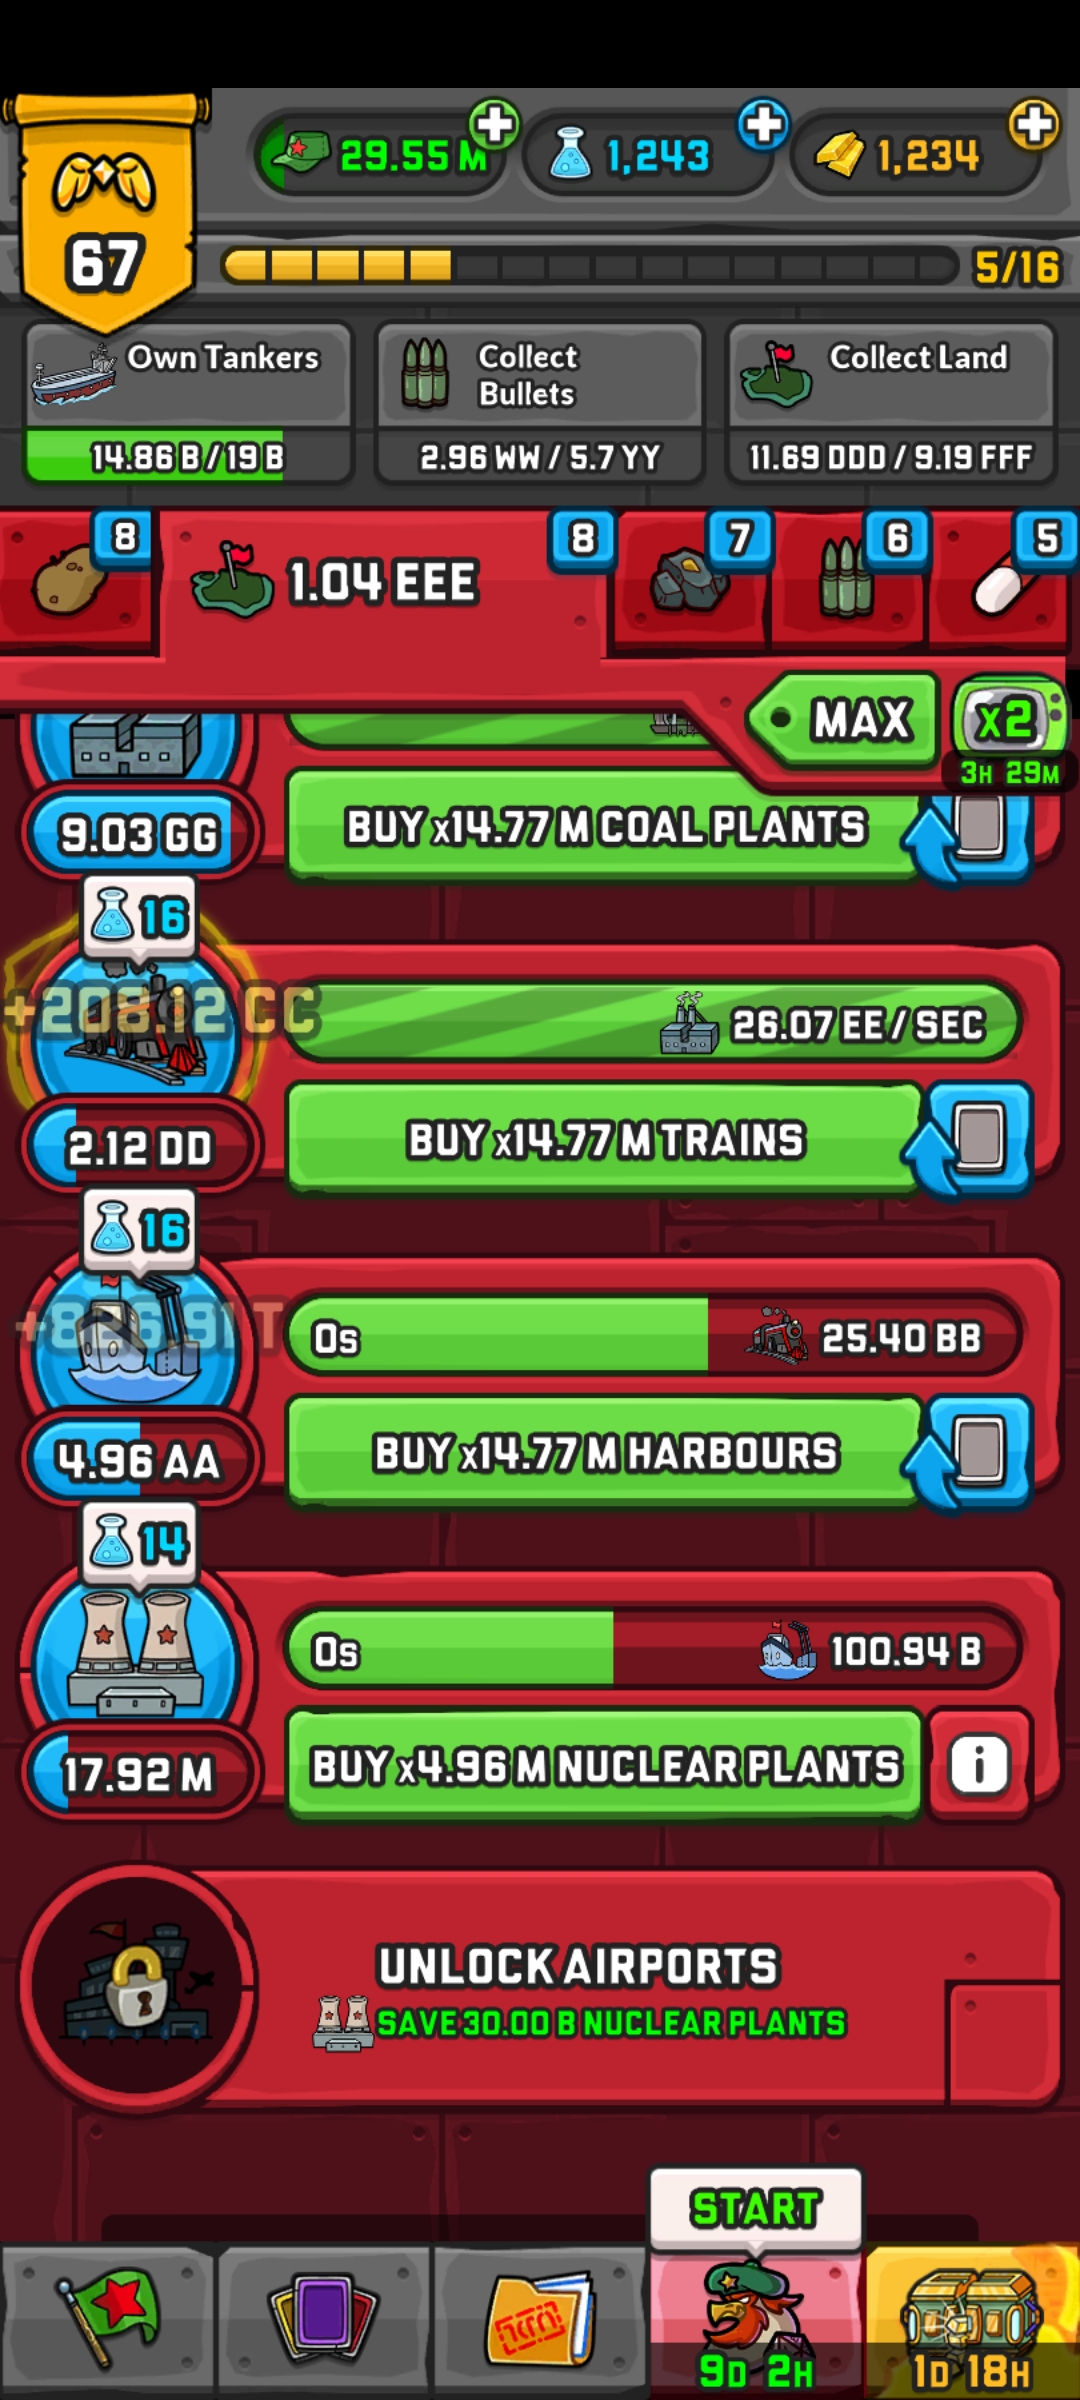 29.55 M
1,243
1,234
67
5/16
Own Tankers
Collect
Bullets
Collect Land
14.86 B / 19 B
2.96 WW / 5.7 YY
11.69 DDD / 9.19 FFF
8
1.04 EEE
8
7
6
5
MAX
x2
3H 29M
9.03 GG
BUY x14.77 M COAL PLANTS
16
+208.12 CC
26.07 EE / SEC
2.12 DD
BUY x14.77 M TRAINS
16
+826.91 T
0s
25.40 BB
4.96 AA
BUY x14.77 M HARBOURS
14
0s
100.94 B
17.92 M
BUY x4.96 M NUCLEAR PLANTS
i
UNLOCK AIRPORTS
SAVE 30.00 B NUCLEAR PLANTS
START
9D 2H
1D 18H